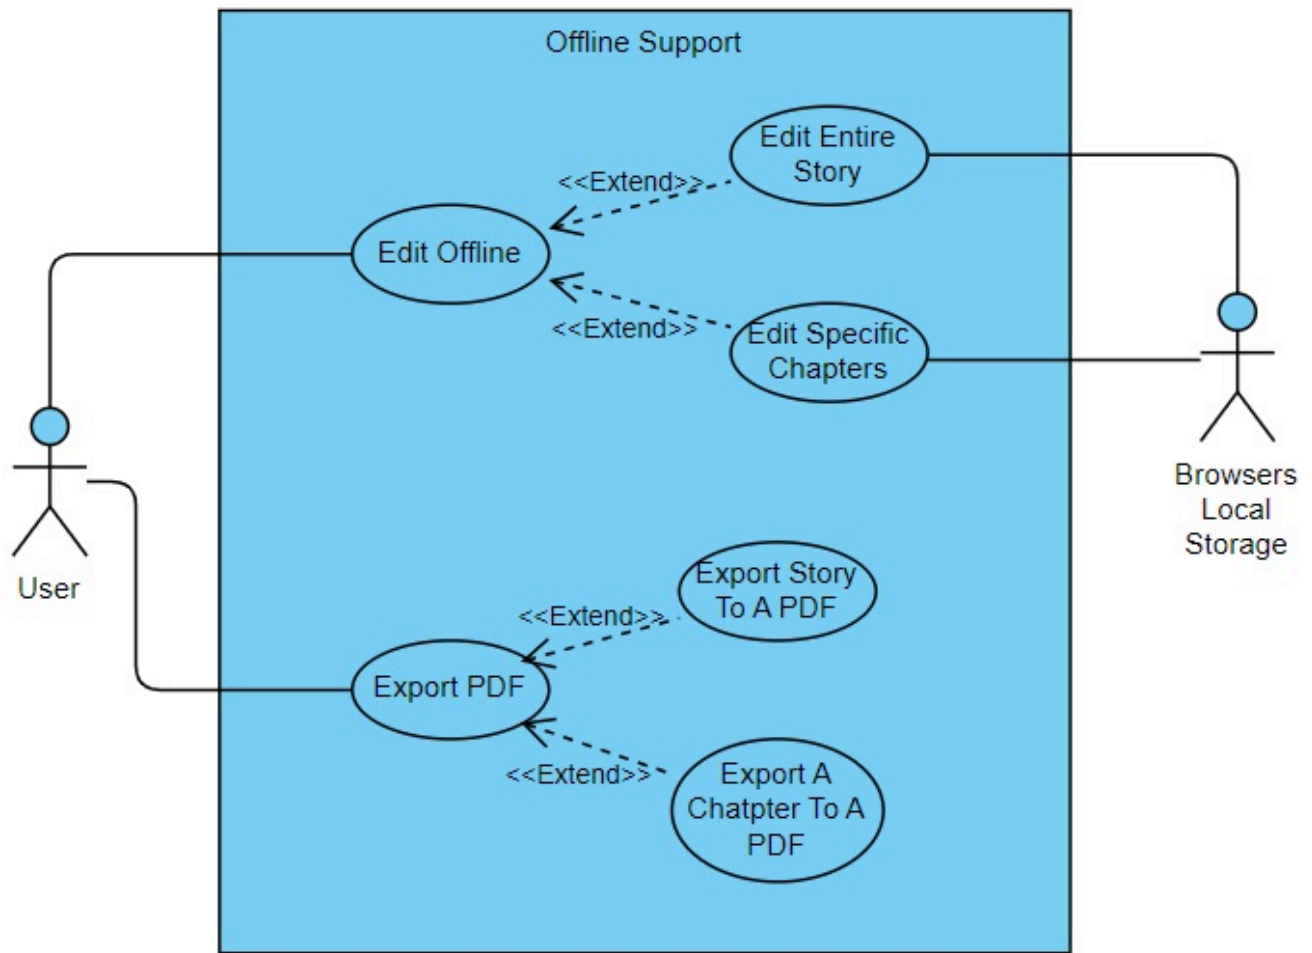 Offline Support
Edit Entire
Story
<<Extend>>
Edit Offline
<<Extend>>
Edit Specific
Chapters
User
Browsers
Local
Storage
Export Story
To A PDF
<<Extend>>
Export PDF
<<Extend>>
Export A
Chatpter To A
PDF